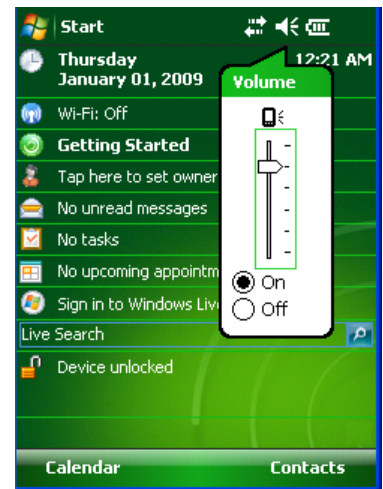 Start
Thursday 12:21 AM
January 01, 2009
Volume
Wi-Fi: Off
Getting Started
Tap here to set owner
No unread messages
No tasks
No upcoming appointm
On
Sign in to Windows Liv
Off
Live Search
Device unlocked
Calendar Contacts